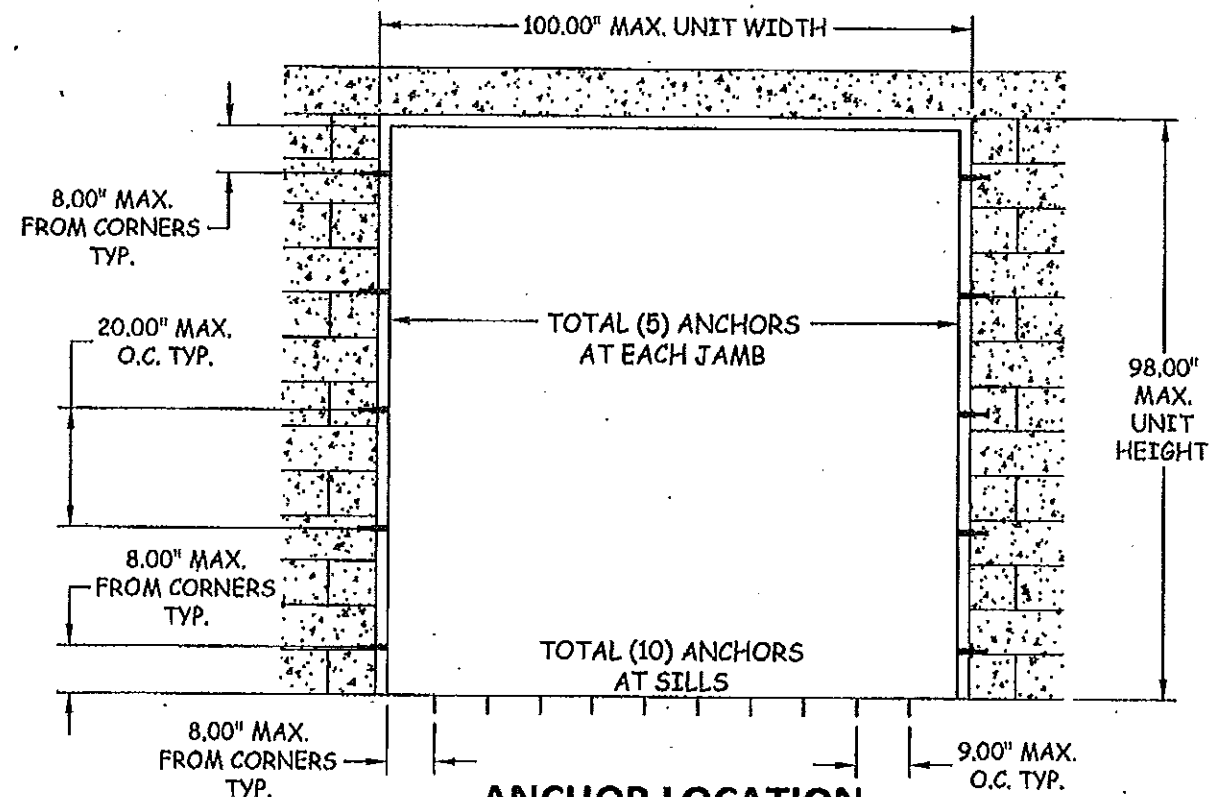 100.00" MAX. UNIT WIDTH
8.00" MAX.
FROM CORNERS
TYP.
20.00" MAX.
O.C. TYP.
TOTAL (5) ANCHORS
AT EACH JAMB
98.00"
MAX.
UNIT
HEIGHT
8.00" MAX.
FROM CORNERS
TYP.
TOTAL (10) ANCHORS
AT SILLS
8.00" MAX.
FROM CORNERS
TYP.
9.00" MAX.
O.C. TYP.
ANCHOR LOCATION